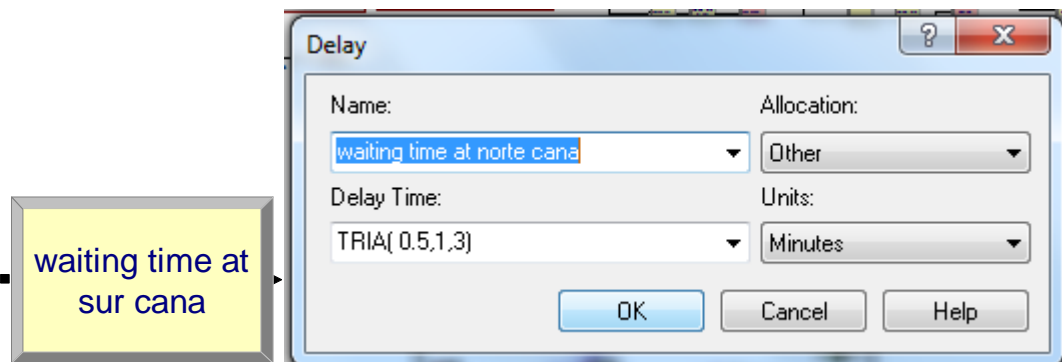 Delay
Name:
Allocation:
waiting time at norte cana
Other
Delay Time:
Units:
TRIA( 0.5,1,3)
Minutes
OK
Cancel
Help
waiting time at
sur cana